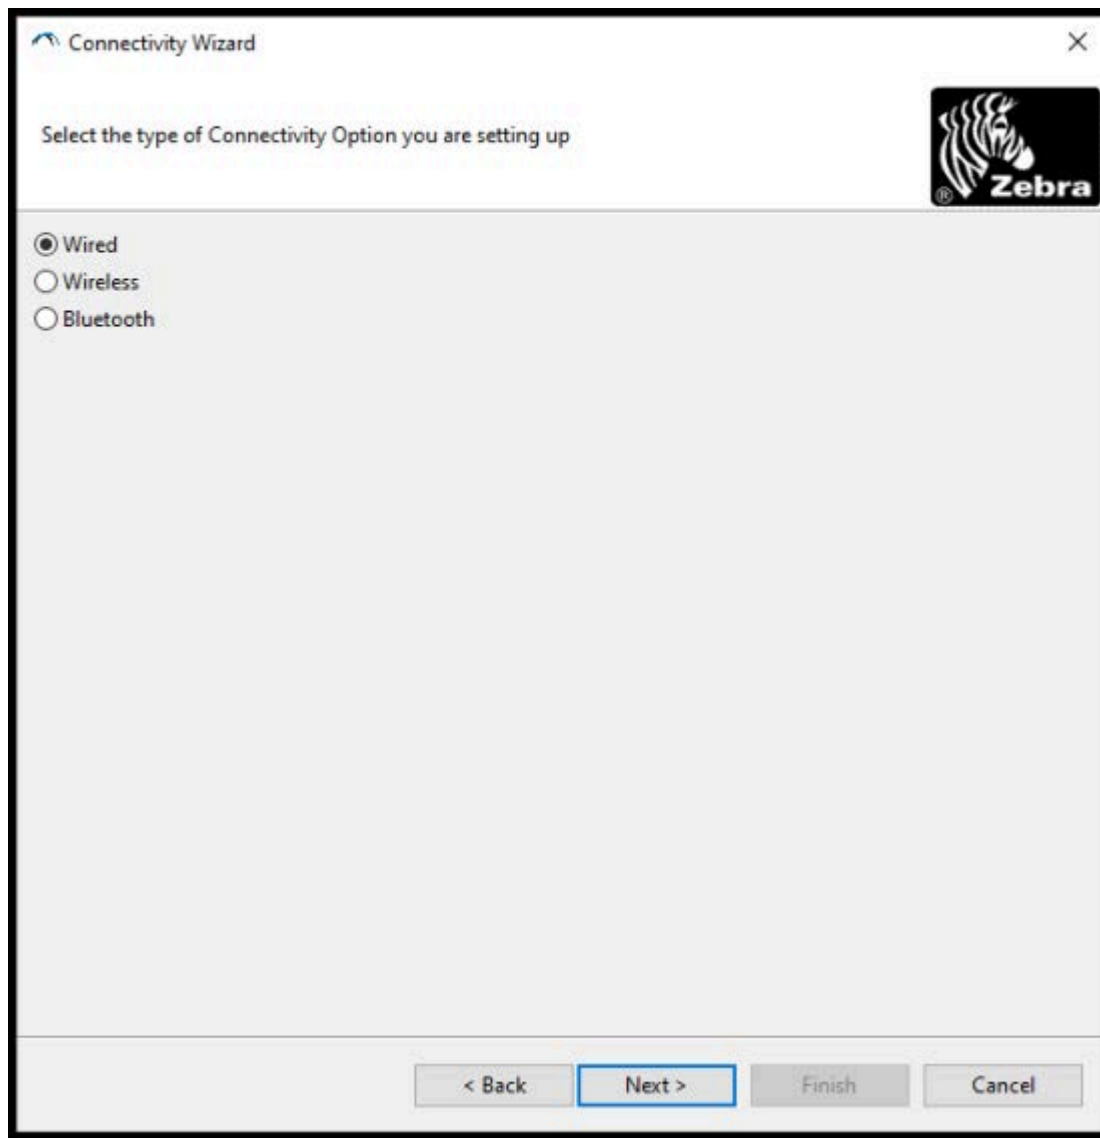 Connectivity Wizard
Select the type of Connectivity Option you are setting up
® Zebra
Wired
Wireless
Bluetooth
< Back Next > Finish Cancel